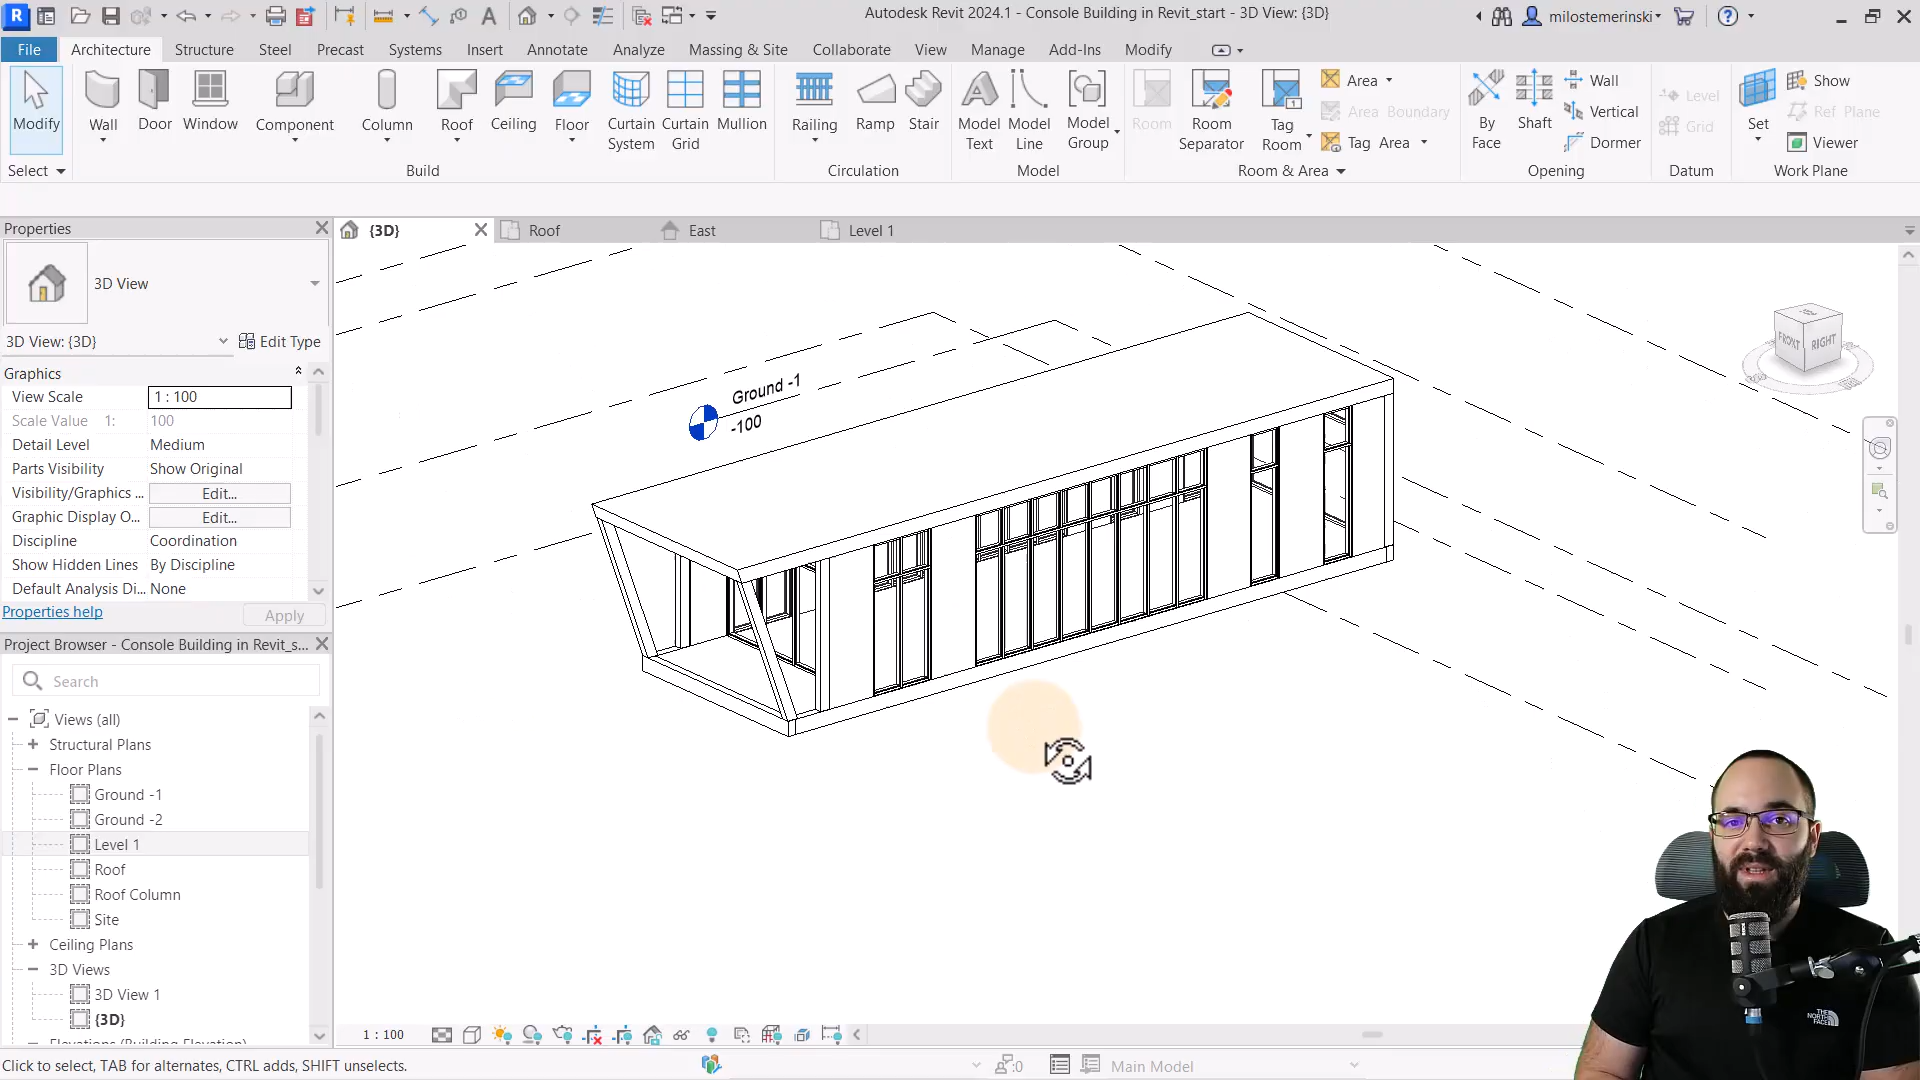 R
Autodesk Revit 2024.1 - Console Building in Revit_start - 3D View: {3D}
milostemerinski
File Architecture Structure Steel Precast Systems Insert Annotate Analyze Massing & Site Collaborate View Manage Add-Ins Modify
Modify
Wall
Door
Window
Component
Column
Roof
Ceiling
Floor
Curtain System
Curtain Grid
Mullion
Railing
Ramp
Stair
Model Text
Model Line
Model Group
Room
Room Separator
Tag Room
Area
Area Boundary
Tag Area
By Face
Shaft
Wall
Vertical
Dormer
Level
Grid
Set
Show
Ref Plane
Viewer
Select
Build
Circulation
Model
Room & Area
Opening
Datum
Work Plane
Properties
{3D}
Roof
East
Level 1
3D View
3D View: {3D}
Edit Type
Graphics
View Scale 1 : 100
Scale Value 1: 100
Detail Level Medium
Parts Visibility Show Original
Visibility/Graphics ... Edit...
Graphic Display O... Edit...
Discipline Coordination
Show Hidden Lines By Discipline
Default Analysis Di... None
Properties help
Apply
Project Browser - Console Building in Revit_s...
Search
Views (all)
Structural Plans
Floor Plans
Ground -1
Ground -2
Level 1
Roof
Roof Column
Site
Ceiling Plans
3D Views
3D View 1
{3D}
Elevations (Building Elevation)
Ground -1
-100
TOP
FRONT
RIGHT
THE
NORTH
FACE
1 : 100
Click to select, TAB for alternates, CTRL adds, SHIFT unselects.
:0
Main Model